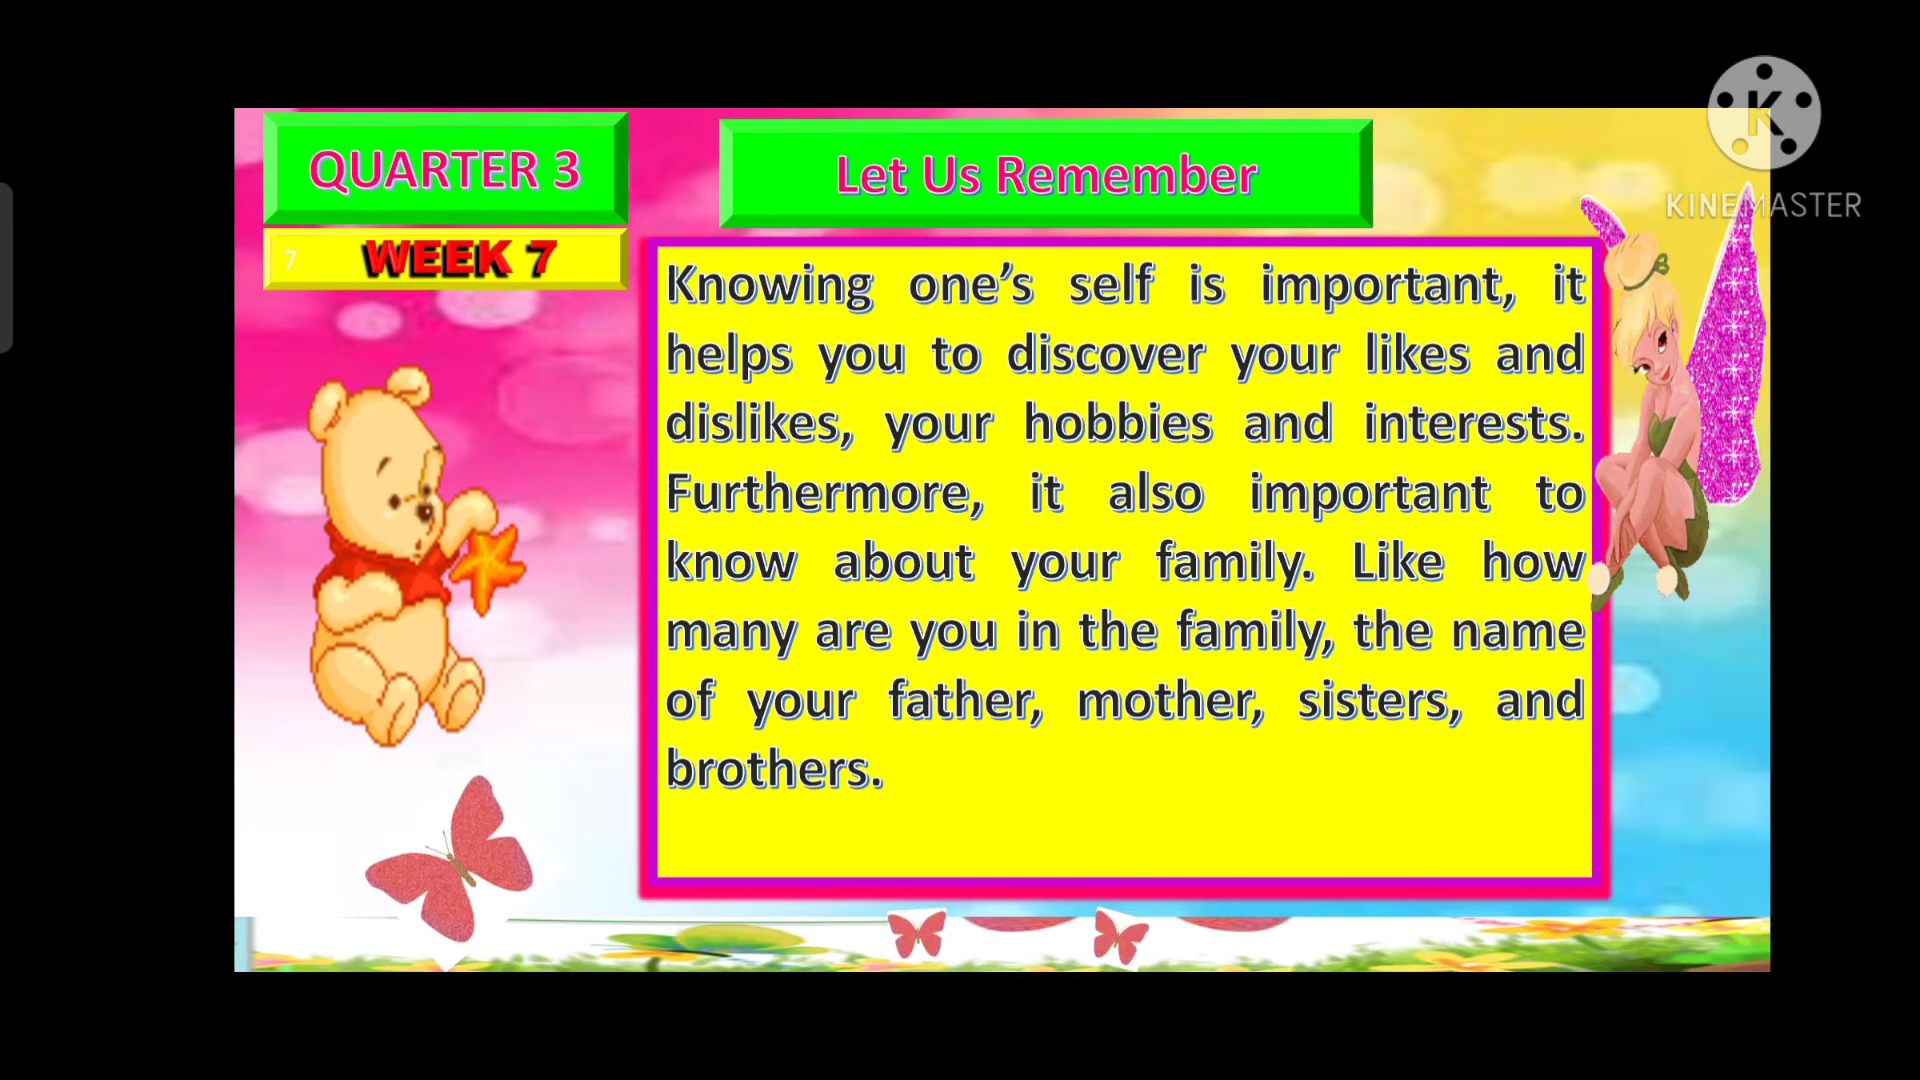 QUARTER 3
Let Us Remember
K
KINEMASTER
7
WEEK 7
Knowing one’s self is important, it
helps you to discover your likes and
dislikes, your hobbies and interests.
Furthermore, it also important to
know about your family. Like how
many are you in the family, the name
of your father, mother, sisters, and
brothers.